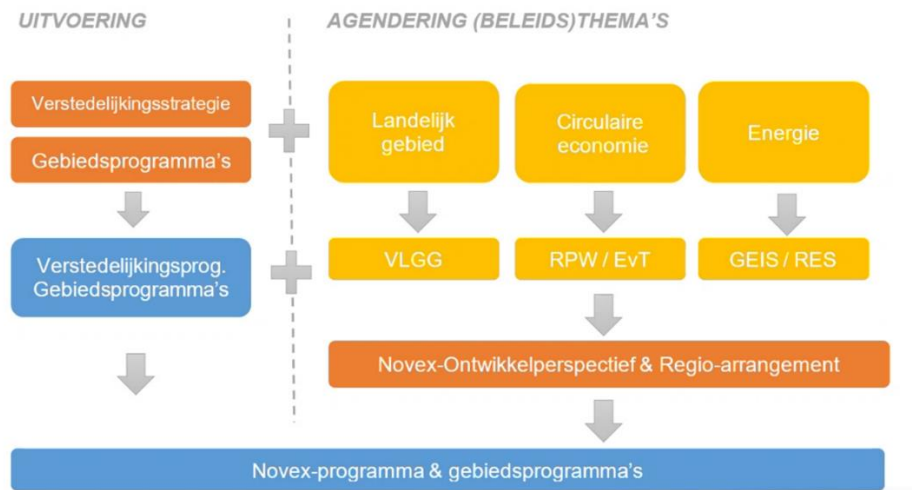 UITVOERING
AGENDERING (BELEIDS)THEMA'S
Verstedelijkingsstrategie
Gebiedsprogramma's
Landelijk
gebied
Circulaire
economie
Energie
Verstedelijkingsprog.
Gebiedsprogramma's
VLGG
RPW / EvT
GEIS / RES
Novex-Ontwikkelperspectief & Regio-arrangement
Novex-programma & gebiedsprogramma's